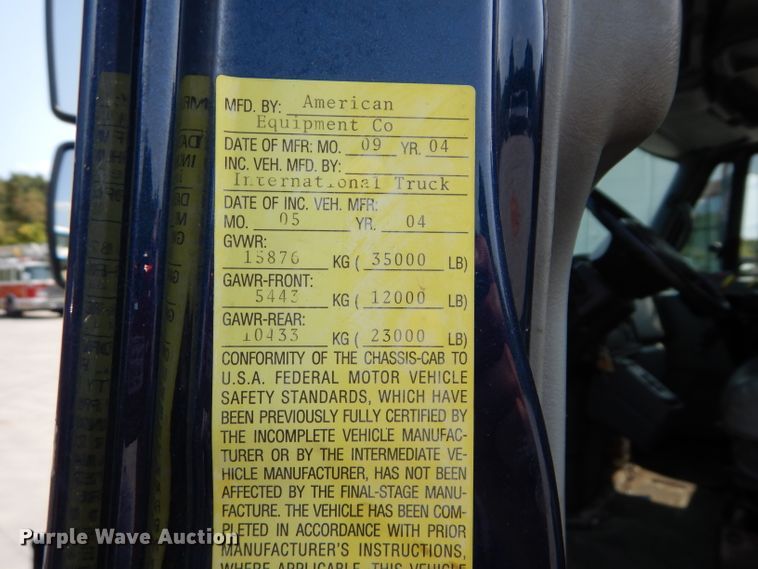 MFD. BY: American
Equipment Co
DATE OF MFR: MO. 09 YR. 04
INC. VEH. MFD. BY:
International Truck
DATE OF INC. VEH. MFR:
MO. 05 YR. 04
GVWR:
15876 KG ( 35000 LB)
GAWR-FRONT:
5443 KG ( 12000 LB)
GAWR-REAR:
10433 KG ( 23000 LB)
CONFORMITY OF THE CHASSIS-CAB TO
U.S.A. FEDERAL MOTOR VEHICLE
SAFETY STANDARDS, WHICH HAVE
BEEN PREVIOUSLY FULLY CERTIFIED BY
THE INCOMPLETE VEHICLE MANUFAC-
TURER OR BY THE INTERMEDIATE VE-
HICLE MANUFACTURER, HAS NOT BEEN
AFFECTED BY THE FINAL-STAGE MANU-
FACTURE. THE VEHICLE HAS BEEN COM-
PLETED IN ACCORDANCE WITH PRIOR
MANUFACTURER'S INSTRUCTIONS,
WHERE APPLICABLE. THIS VEHICLE
Purple Wave Auction